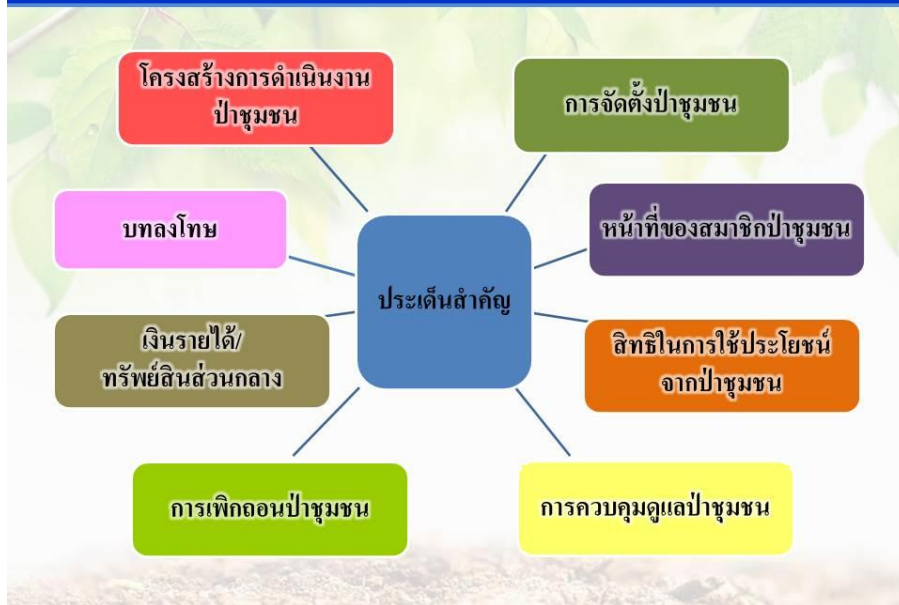 โครงสร้างการดำเนินงาน
ป่าชุมชน
การจัดตั้งป่าชุมชน
บทลงโทษ
หน้าที่ของสมาชิกป่าชุมชน
ประเด็นสำคัญ
เงินรายได้/
ทรัพย์สินส่วนกลาง
สิทธิในการใช้ประโยชน์
จากป่าชุมชน
การเพิกถอนป่าชุมชน
การควบคุมดูแลป่าชุมชน